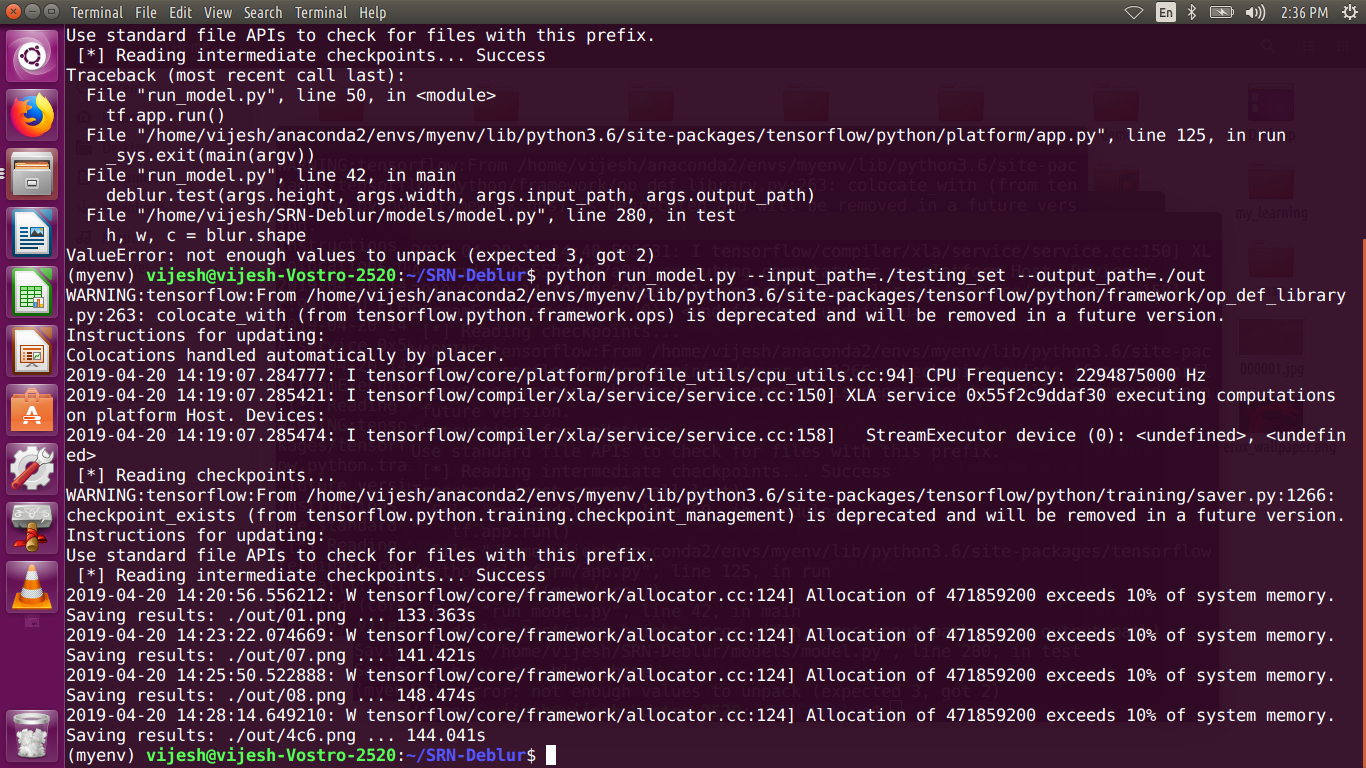 Terminal File Edit View Search Terminal Help En 2:36 PM
Use standard file APIs to check for files with this prefix.
[*] Reading intermediate checkpoints... Success
Traceback (most recent call last):
File "run_model.py", line 50, in <module>
tf.app.run()
File "/home/vijesh/anaconda2/envs/myenv/lib/python3.6/site-packages/tensorflow/python/platform/app.py", line 125, in run
_sys.exit(main(argv))
File "run_model.py", line 42, in main
deblur.test(args.height, args.width, args.input_path, args.output_path)
File "/home/vijesh/SRN-Deblur/models/model.py", line 280, in test
h, w, c = blur.shape
ValueError: not enough values to unpack (expected 3, got 2)
(myenv) vijesh@vijesh-Vostro-2520:~/SRN-Deblur$ python run_model.py --input_path=./testing_set --output_path=./out
WARNING:tensorflow:From /home/vijesh/anaconda2/envs/myenv/lib/python3.6/site-packages/tensorflow/python/framework/op_def_library
.py:263: colocate_with (from tensorflow.python.framework.ops) is deprecated and will be removed in a future version.
Instructions for updating:
Colocations handled automatically by placer.
2019-04-20 14:19:07.284777: I tensorflow/core/platform/profile_utils/cpu_utils.cc:94] CPU Frequency: 2294875000 Hz
2019-04-20 14:19:07.285421: I tensorflow/compiler/xla/service/service.cc:150] XLA service 0x55f2c9ddaf30 executing computations
on platform Host. Devices:
2019-04-20 14:19:07.285474: I tensorflow/compiler/xla/service/service.cc:158]   StreamExecutor device (0): <undefined>, <undefin
ed>
[*] Reading checkpoints...
WARNING:tensorflow:From /home/vijesh/anaconda2/envs/myenv/lib/python3.6/site-packages/tensorflow/python/training/saver.py:1266:
checkpoint_exists (from tensorflow.python.training.checkpoint_management) is deprecated and will be removed in a future version.
Instructions for updating:
Use standard file APIs to check for files with this prefix.
[*] Reading intermediate checkpoints... Success
2019-04-20 14:20:56.556212: W tensorflow/core/framework/allocator.cc:124] Allocation of 471859200 exceeds 10% of system memory.
Saving results: ./out/01.png ... 133.363s
2019-04-20 14:23:22.074669: W tensorflow/core/framework/allocator.cc:124] Allocation of 471859200 exceeds 10% of system memory.
Saving results: ./out/07.png ... 141.421s
2019-04-20 14:25:50.522888: W tensorflow/core/framework/allocator.cc:124] Allocation of 471859200 exceeds 10% of system memory.
Saving results: ./out/08.png ... 148.474s
2019-04-20 14:28:14.649210: W tensorflow/core/framework/allocator.cc:124] Allocation of 471859200 exceeds 10% of system memory.
Saving results: ./out/4c6.png ... 144.041s
(myenv) vijesh@vijesh-Vostro-2520:~/SRN-Deblur$
my_learning
000001.jpg